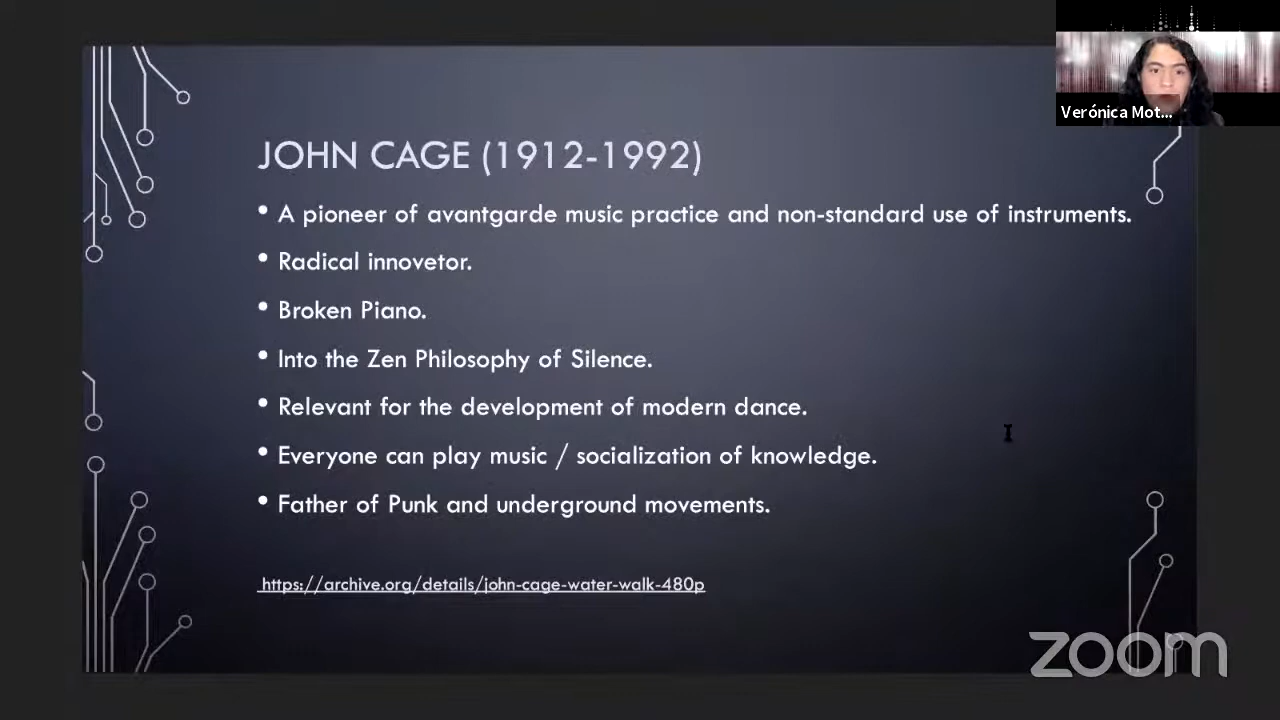 Verónica Mot...
JOHN CAGE (1912-1992)
• A pioneer of avantgarde music practice and non-standard use of instruments.
• Radical innovetor.
• Broken Piano.
• Into the Zen Philosophy of Silence.
• Relevant for the development of modern dance.
• Everyone can play music / socialization of knowledge.
• Father of Punk and underground movements.
https://archive.org/details/john-cage-water-walk-480p
zoom